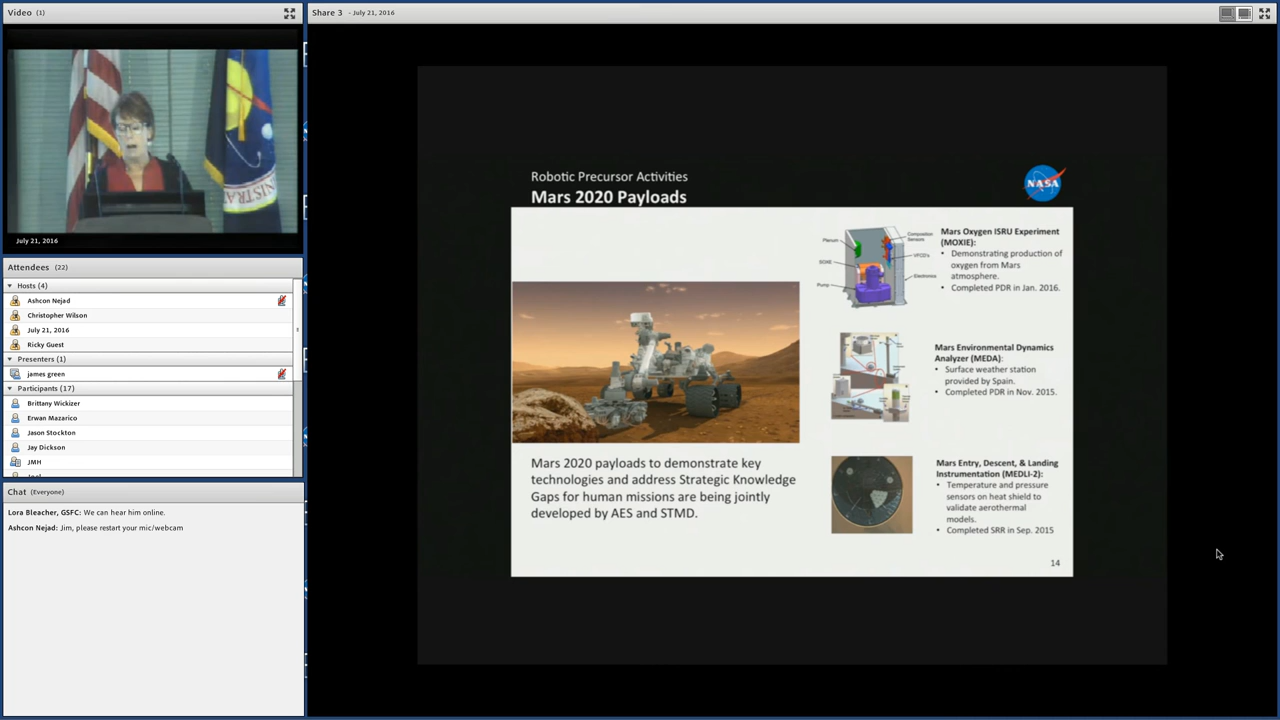 Video (1)
July 21, 2016
Attendees (22)
Hosts (4)
Ashcon Nejad
Christopher Wilson
July 21, 2016
Ricky Guest
Presenters (1)
james green
Participants (17)
Brittany Wickizer
Erwan Mazarico
Jason Stockton
Jay Dickson
JMH
Chat (Everyone)
Lora Bleacher, GSFC: We can hear him online.
Ashcon Nejad: Jim, please restart your mic/webcam
Share 3 - July 21, 2016
Robotic Precursor Activities
Mars 2020 Payloads
NASA
Mars 2020 payloads to demonstrate key
technologies and address Strategic Knowledge
Gaps for human missions are being jointly
developed by AES and STMD.
Plenum
SOXE
Pump
Composition
Sensors
VFCD's
Electronics
Mars Oxygen ISRU Experiment
(MOXIE):
• Demonstrating production of
oxygen from Mars
atmosphere.
• Completed PDR in Jan. 2016.
Mars Environmental Dynamics
Analyzer (MEDA):
• Surface weather station
provided by Spain.
• Completed PDR in Nov. 2015.
Mars Entry, Descent, & Landing
Instrumentation (MEDLI-2):
• Temperature and pressure
sensors on heat shield to
validate aerothermal
models.
• Completed SRR in Sep. 2015
14